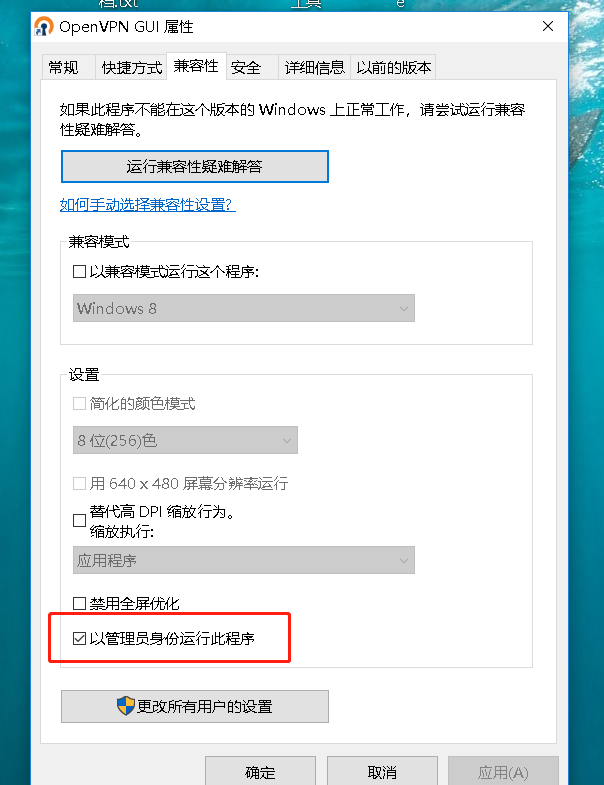 档.txt
工具
e
OpenVPN GUI 属性
常规 快捷方式 兼容性 安全 详细信息 以前的版本
如果此程序不能在这个版本的 Windows 上正常工作，请尝试运行兼容
性疑难解答。
运行兼容性疑难解答
如何手动选择兼容性设置?
兼容模式
以兼容模式运行这个程序:
Windows 8
设置
简化的颜色模式
8 位(256)色
用 640 x 480 屏幕分辨率运行
替代高 DPI 缩放行为。
缩放执行:
应用程序
禁用全屏优化
以管理员身份运行此程序
更改所有用户的设置
确定 取消 应用(A)